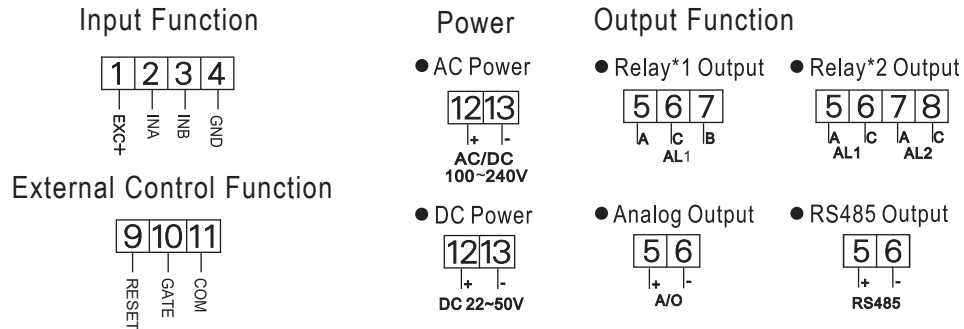 Input Function
1 2 3 4
EXC+ INA INB GND
External Control Function
9 10 11
RESET GATE COM
Power
● AC Power
12 13
+ -
AC/DC
100~240V
● DC Power
12 13
+ -
DC 22~50V
Output Function
● Relay*1 Output
5 6 7
A C B
AL1
● Relay*2 Output
5 6 7 8
A C A C
AL1 AL2
● Analog Output
5 6
+ -
A/O
● RS485 Output
5 6
+ -
RS485